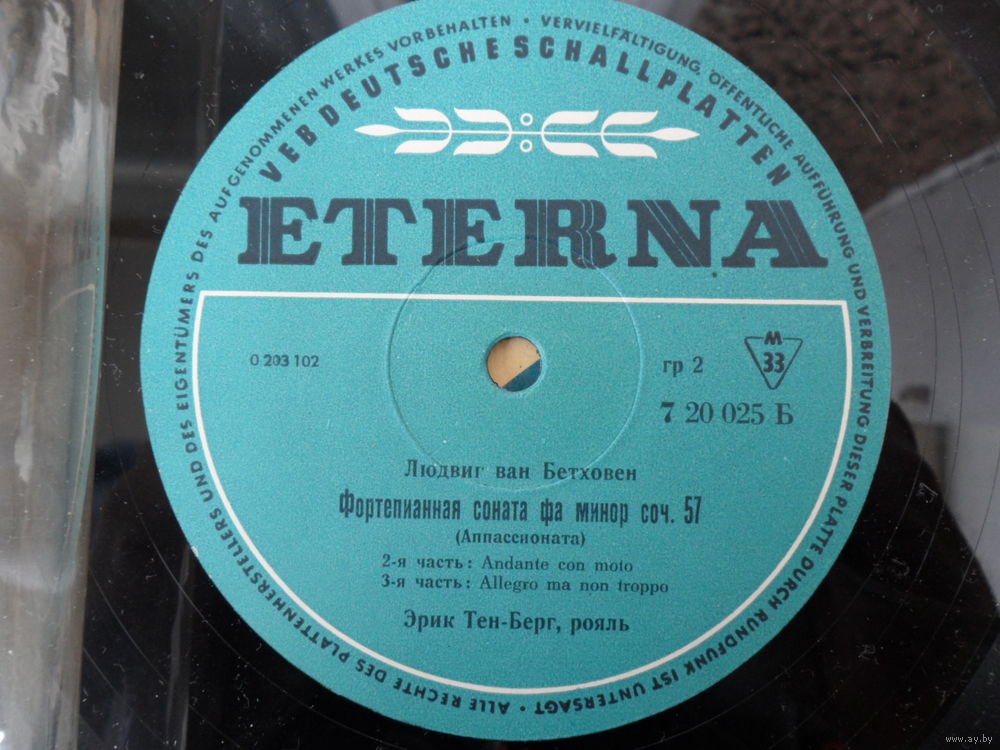 ALLE RECHTE DES PLATTENHERSTELLERS UND DES EIGENTÜMERS DES AUFGENOMMENEN WERKES VORBEHALTEN • VERVIELFÄLTIGUNG, ÖFFENTLICHE AUFFÜHRUNG UND VERBREITUNG DIESER PLATTE DURCH RUNDFUNK IST UNTERSAGT •
VEB DEUTSCHE SCHALLPLATTEN
ETERNA
0 203 102
гр 2
М
33
7 20 025 Б
Людвиг ван Бетховен
Фортепианная соната фа минор соч. 57
(Аппассионата)
2-я часть: Andante con moto
3-я часть: Allegro ma non troppo
Эрик Тен-Берг, рояль
www.ay.by